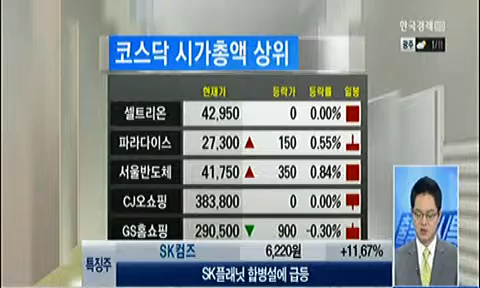 한국경제
광주 1/11
코스닥 시가총액 상위
현재가 등락가 등락률 일봉
셀트리온 42,950 0 0.00%
파라다이스 27,300 ▲ 150 0.55%
서울반도체 41,750 ▲ 350 0.84%
CJ오쇼핑 383,800 0 0.00%
GS홈쇼핑 290,500 ▼ 900 -0.30%
특징주 SK컴즈 6,220원 +11.67%
SK플래닛 합병설에 급등